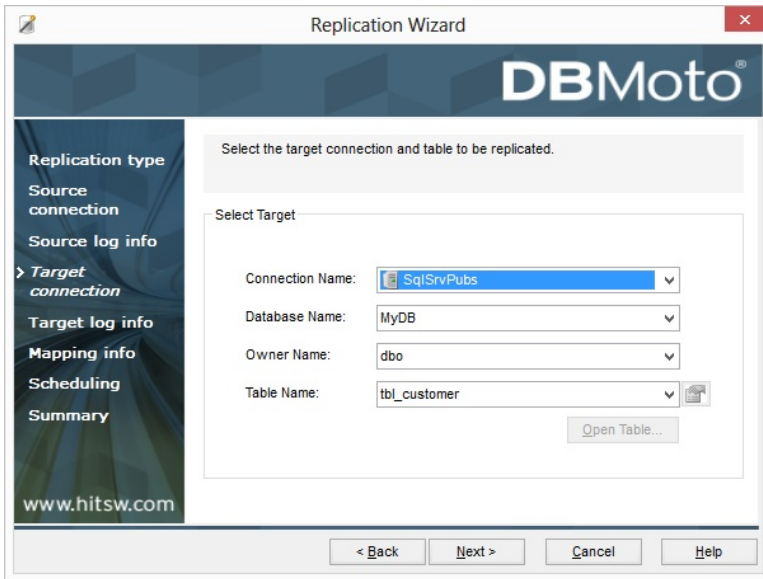 Replication Wizard
DBMoto®
Replication type
Source
connection
Source log info
Target
connection
Target log info
Mapping info
Scheduling
Summary
www.hitsw.com
Select the target connection and table to be replicated.
Select Target
Connection Name: SqlSrvPubs
Database Name: MyDB
Owner Name: dbo
Table Name: tbl_customer
Open Table...
< Back Next > Cancel Help